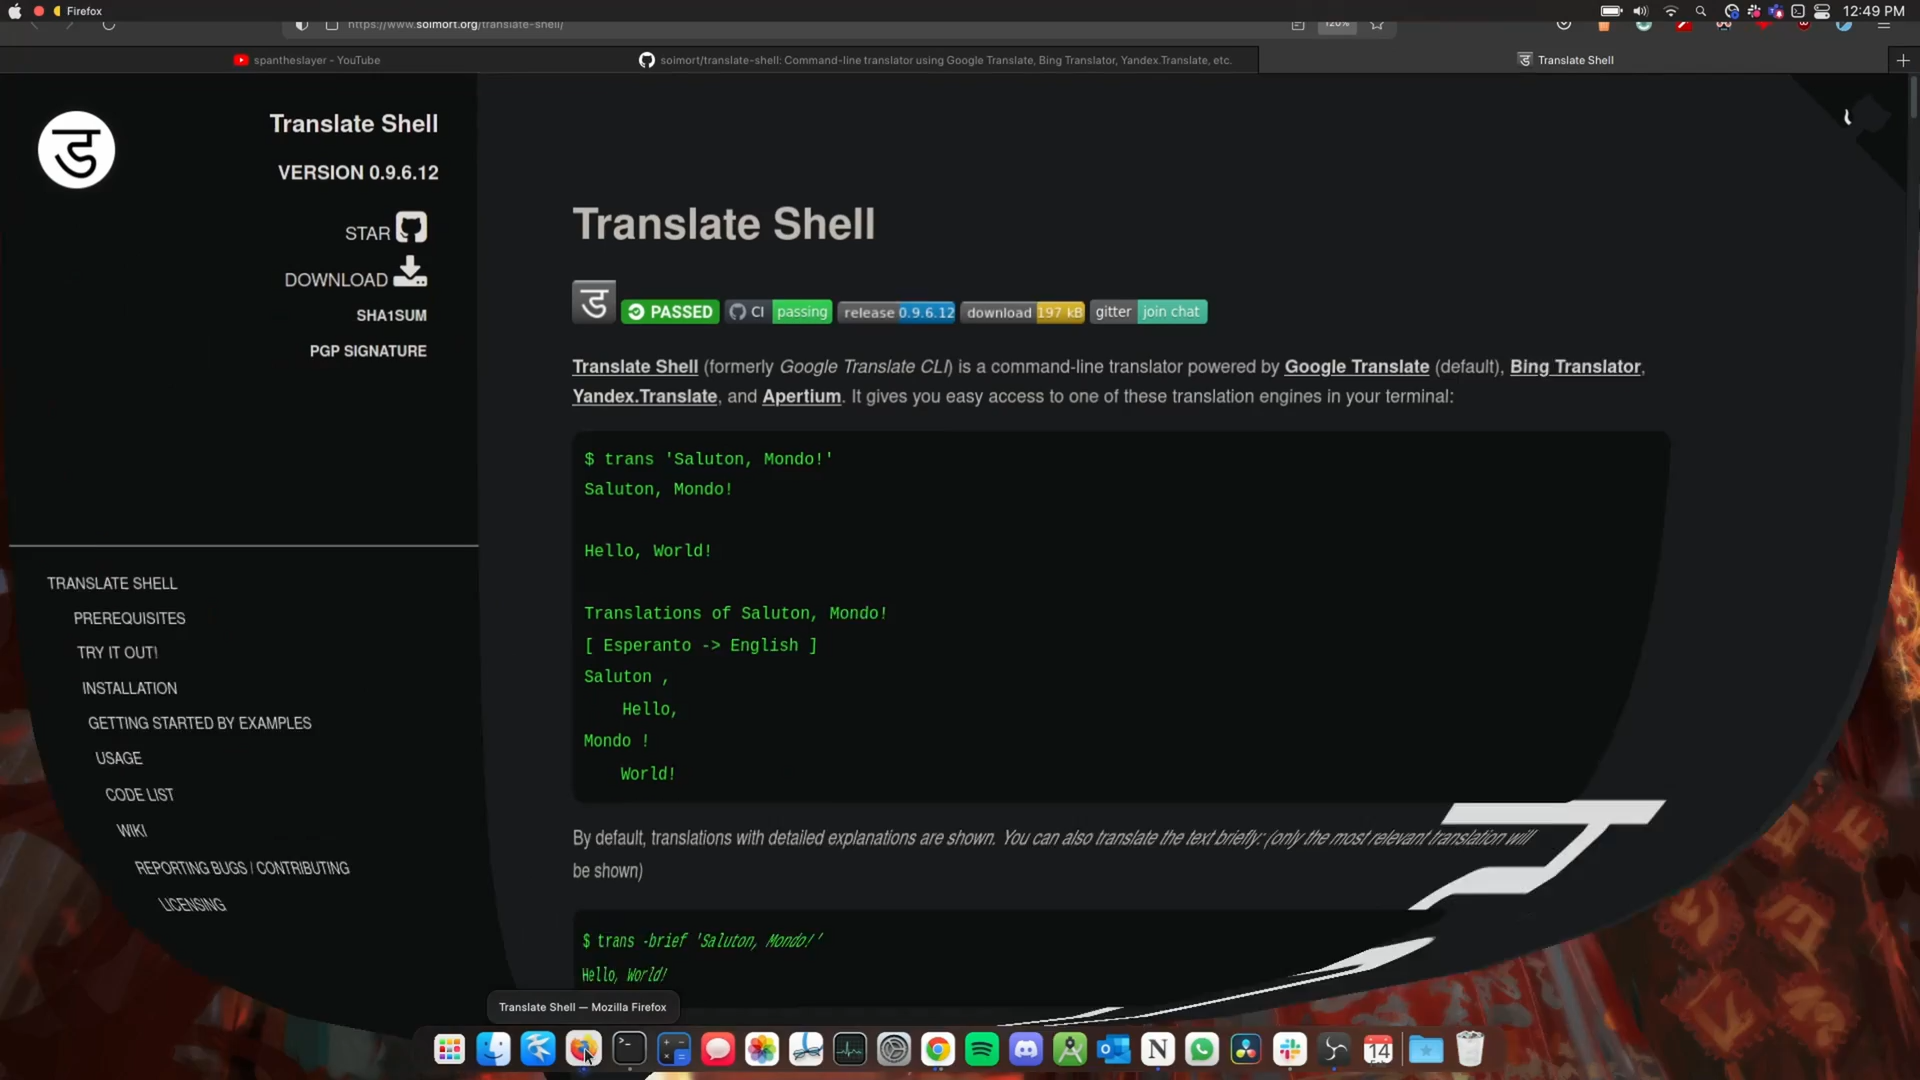 Firefox
12:49 PM
https://www.soimort.org/translate-shell/
120%
spantheslayer - YouTube
soimort/translate-shell: Command-line translator using Google Translate, Bing Translator, Yandex.Translate, etc.
Translate Shell
ड
Translate Shell
VERSION 0.9.6.12
STAR
DOWNLOAD
SHA1SUM
PGP SIGNATURE
TRANSLATE SHELL
PREREQUISITES
TRY IT OUT!
INSTALLATION
GETTING STARTED BY EXAMPLES
USAGE
CODE LIST
WIKI
REPORTING BUGS / CONTRIBUTING
LICENSING
Translate Shell
ड PASSED CI passing release 0.9.6.12 download 197 kB gitter join chat
Translate Shell (formerly Google Translate CLI) is a command-line translator powered by Google Translate (default), Bing Translator,
Yandex.Translate, and Apertium. It gives you easy access to one of these translation engines in your terminal:
$ trans 'Saluton, Mondo!'
Saluton, Mondo!
Hello, World!
Translations of Saluton, Mondo!
[ Esperanto -> English ]
Saluton ,
Hello,
Mondo !
World!
By default, translations with detailed explanations are shown. You can also translate the text briefly: (only the most relevant translation will
be shown)
$ trans -brief 'Saluton, Mondo!'
Hello, World!
Translate Shell — Mozilla Firefox
14